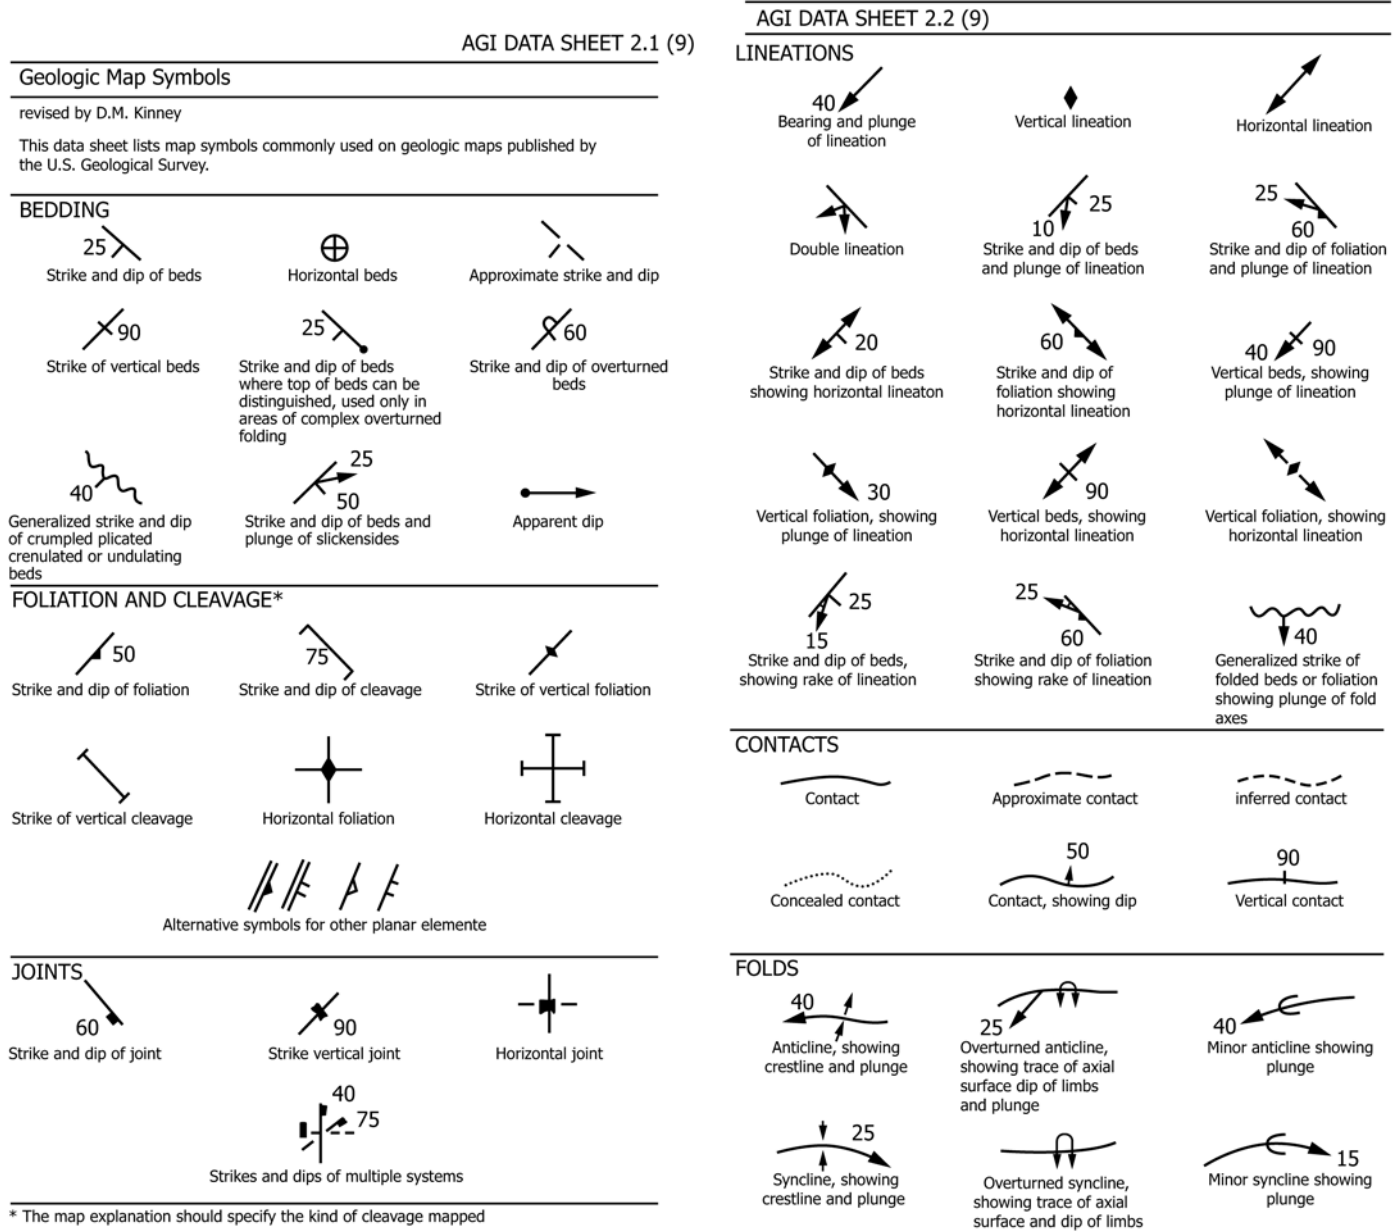 AGI DATA SHEET 2.1 (9)
Geologic Map Symbols
revised by D.M. Kinney
This data sheet lists map symbols commonly used on geologic maps published by
the U.S. Geological Survey.
BEDDING
25
Strike and dip of beds
Horizontal beds
Approximate strike and dip
90
Strike of vertical beds
25
Strike and dip of beds
where top of beds can be
distinguished, used only in
areas of complex overturned
folding
60
Strike and dip of overturned
beds
40
Generalized strike and dip
of crumpled plicated
crenulated or undulating
beds
25
50
Strike and dip of beds and
plunge of slickensides
Apparent dip
FOLIATION AND CLEAVAGE*
50
Strike and dip of foliation
75
Strike and dip of cleavage
Strike of vertical foliation
Strike of vertical cleavage
Horizontal foliation
Horizontal cleavage
Alternative symbols for other planar elemente
JOINTS
60
Strike and dip of joint
90
Strike vertical joint
Horizontal joint
40
75
Strikes and dips of multiple systems
* The map explanation should specify the kind of cleavage mapped
AGI DATA SHEET 2.2 (9)
LINEATIONS
40
Bearing and plunge
of lineation
Vertical lineation
Horizontal lineation
Double lineation
25
10
Strike and dip of beds
and plunge of lineation
25
60
Strike and dip of foliation
and plunge of lineation
20
Strike and dip of beds
showing horizontal lineaton
60
Strike and dip of
foliation showing
horizontal lineation
40 90
Vertical beds, showing
plunge of lineation
30
Vertical foliation, showing
plunge of lineation
90
Vertical beds, showing
horizontal lineation
Vertical foliation, showing
horizontal lineation
25
15
Strike and dip of beds,
showing rake of lineation
25
60
Strike and dip of foliation
showing rake of lineation
40
Generalized strike of
folded beds or foliation
showing plunge of fold
axes
CONTACTS
Contact
Approximate contact
inferred contact
Concealed contact
50
Contact, showing dip
90
Vertical contact
FOLDS
40
Anticline, showing
crestline and plunge
25
Overturned anticline,
showing trace of axial
surface dip of limbs
and plunge
40
Minor anticline showing
plunge
25
Syncline, showing
crestline and plunge
Overturned syncline,
showing trace of axial
surface and dip of limbs
15
Minor syncline showing
plunge